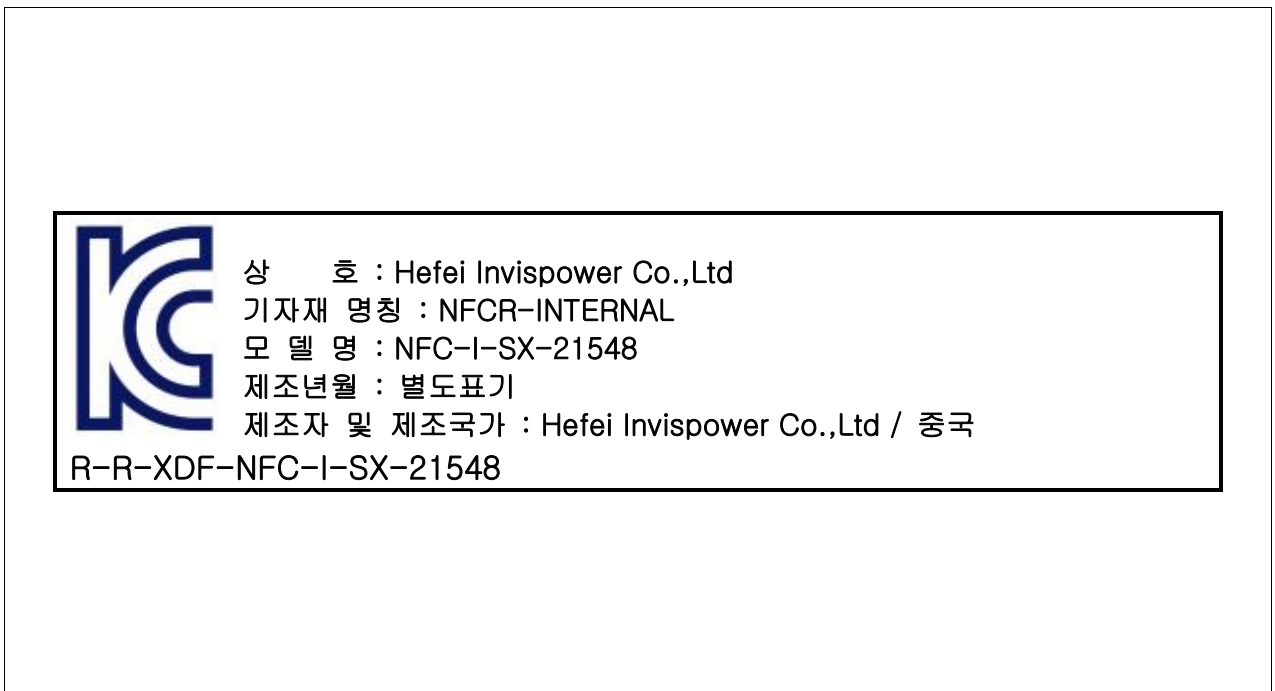 상 호 : Hefei Invispower Co.,Ltd
기자재 명칭 : NFCR-INTERNAL
모 델 명 : NFC-I-SX-21548
제조년월 : 별도표기
제조자 및 제조국가 : Hefei Invispower Co.,Ltd / 중국
R-R-XDF-NFC-I-SX-21548